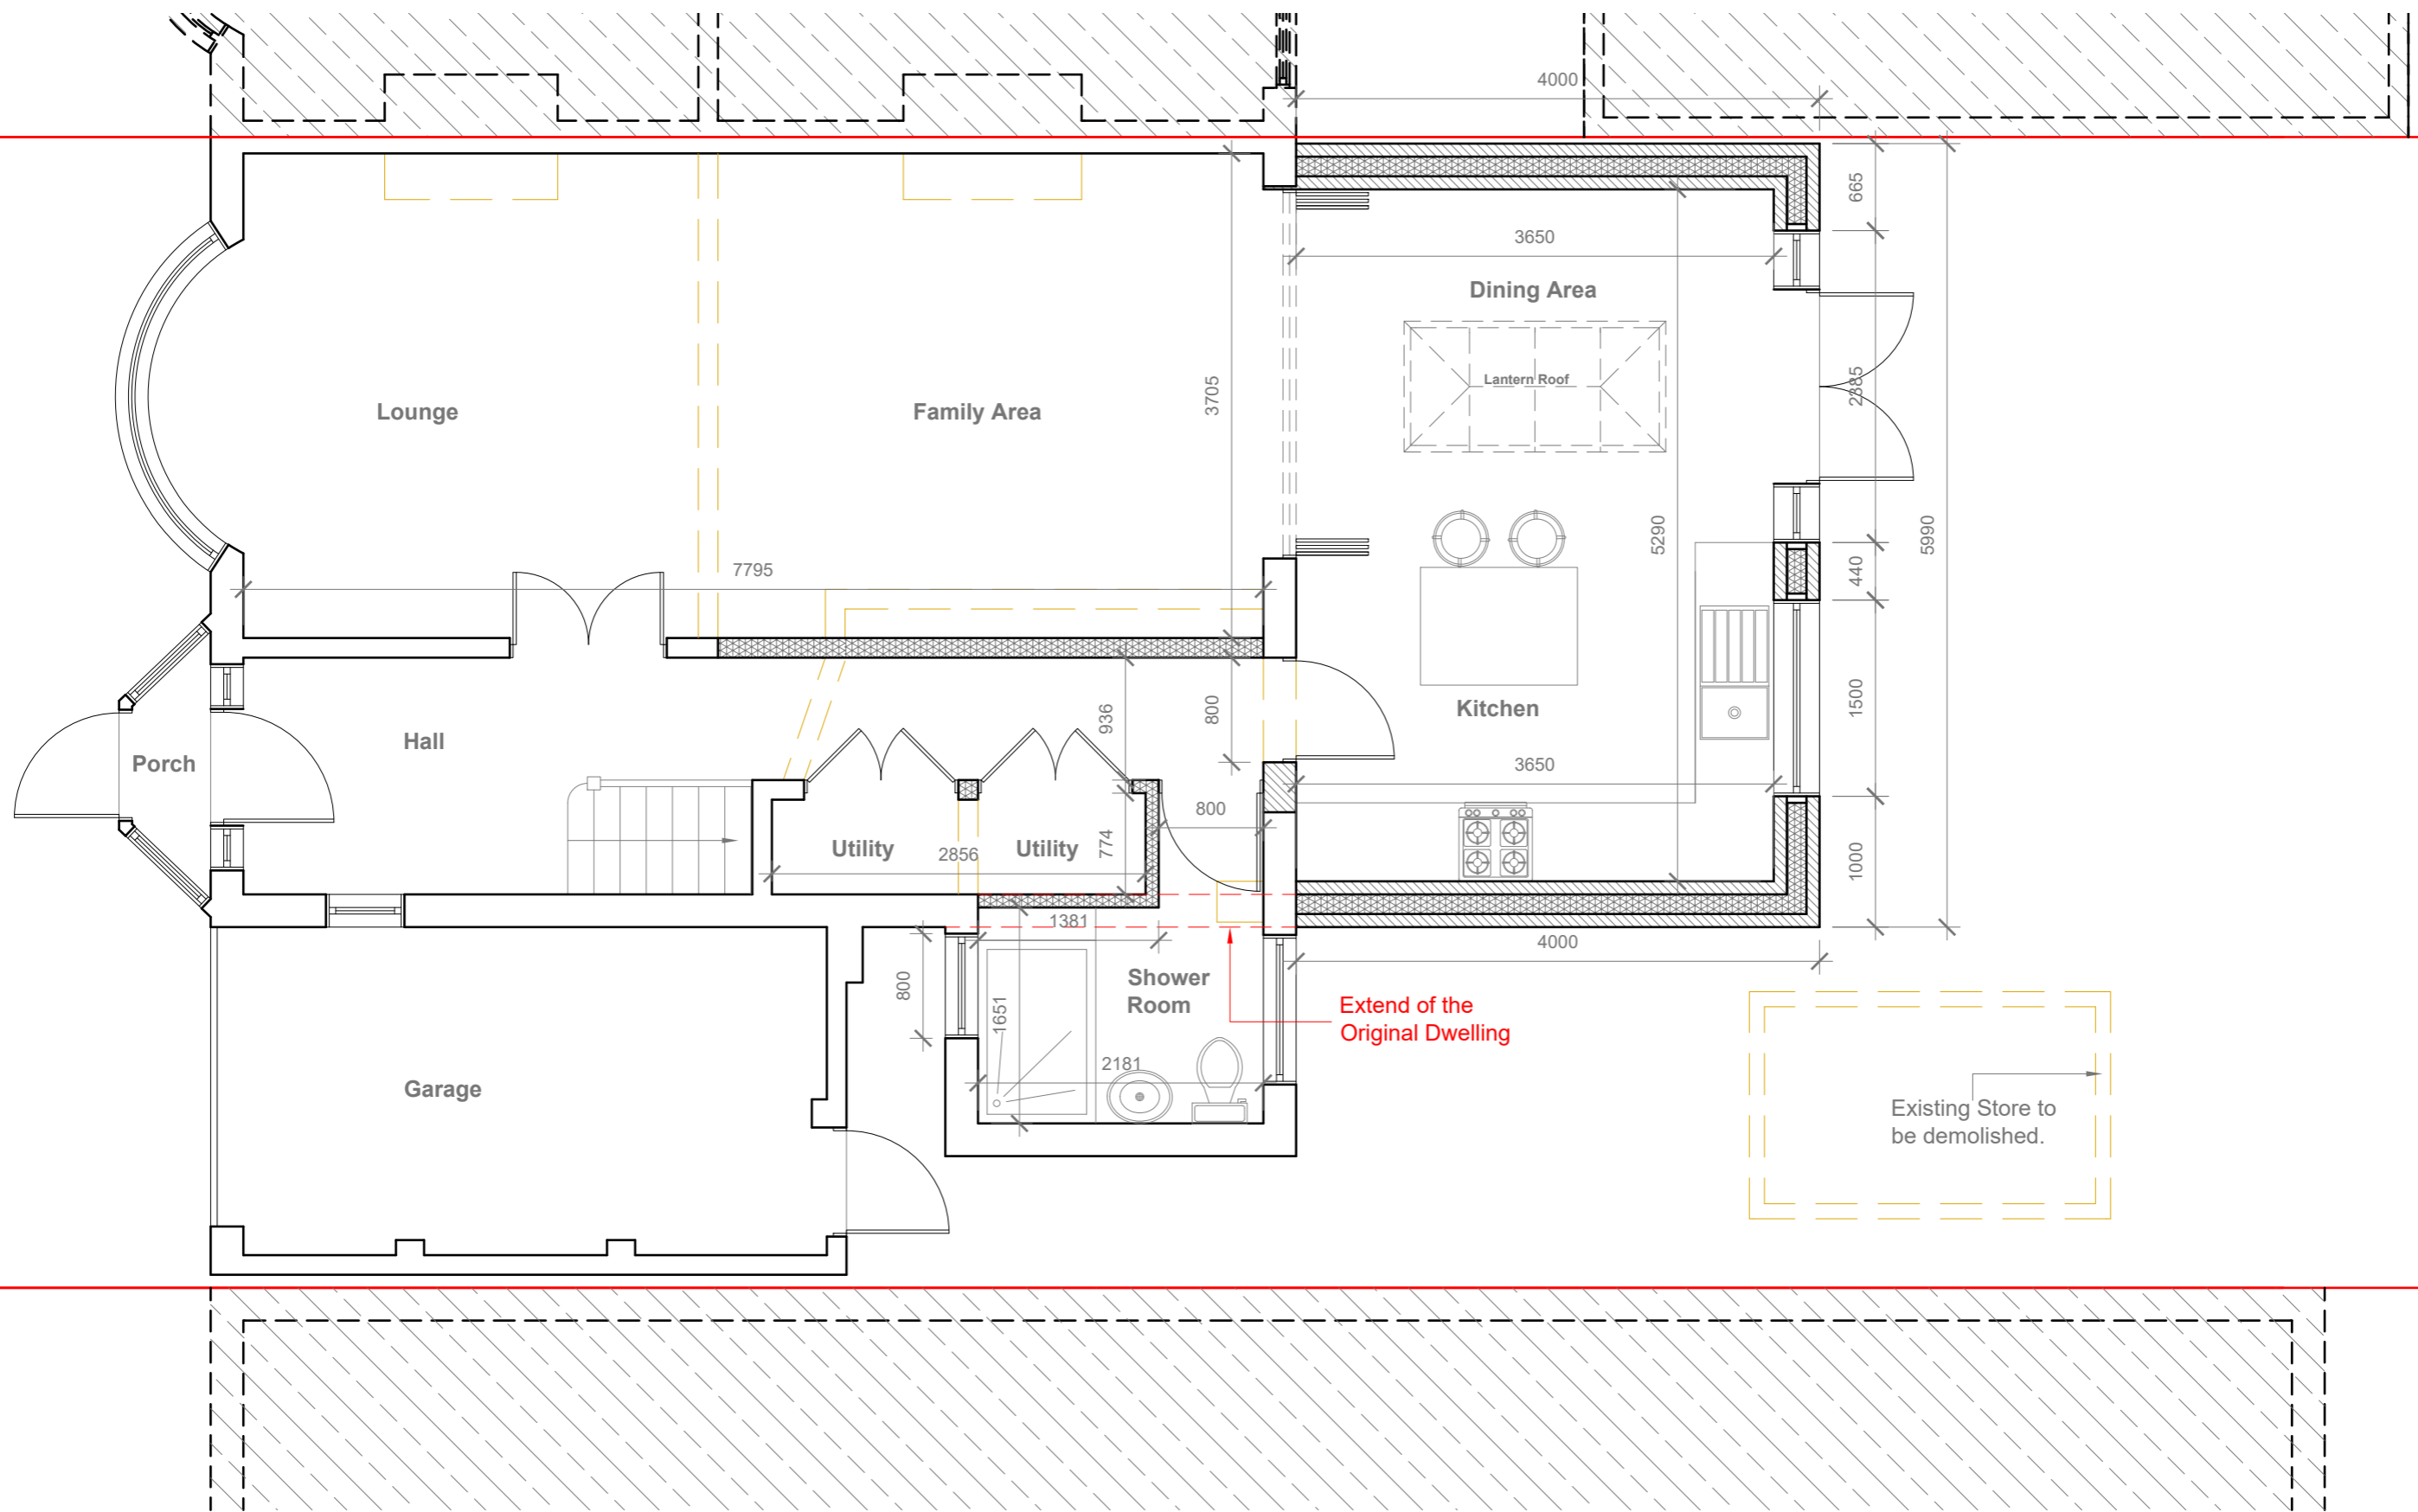 4000
665
3650
Dining Area
Lantern Roof
2385
3705
Lounge
Family Area
5290
5990
440
7795
936
800
1500
Kitchen
Hall
Porch
3650
800
Utility
2856
Utility
774
1000
1381
4000
800
Shower
Room
1651
Extend of the
Original Dwelling
2181
Garage
Existing Store to
be demolished.